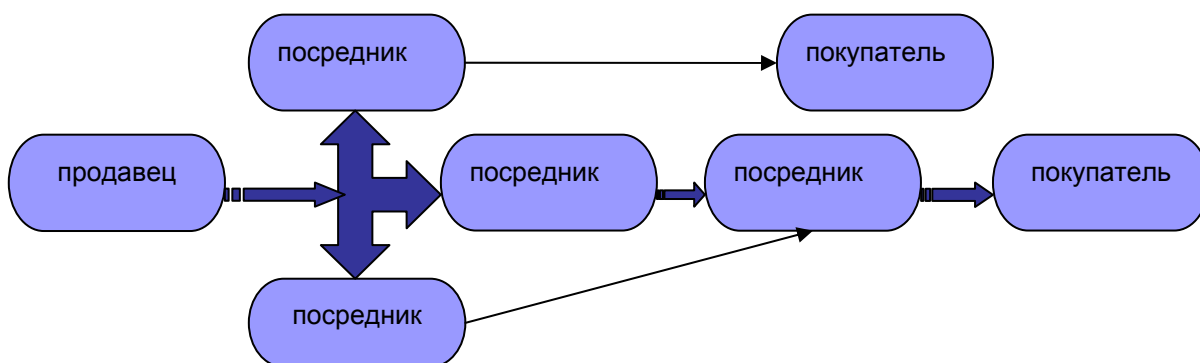 посредник
покупатель
продавец
посредник
посредник
покупатель
посредник